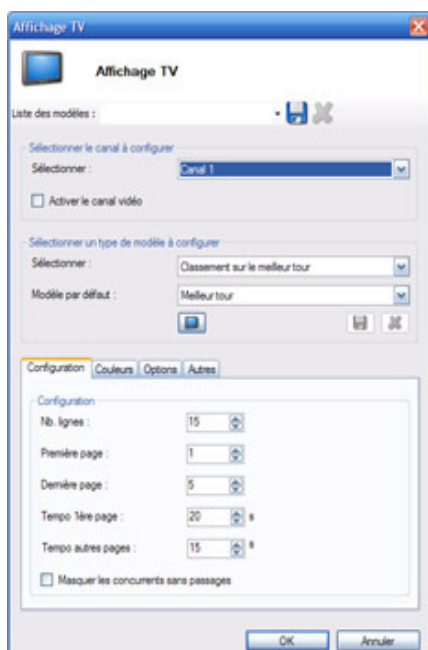 Affichage TV
Affichage TV
Liste des modèles :
Sélectionner le canal à configurer
Sélectionner : Canal 1
Activer le canal vidéo
Sélectionner un type de modèle à configurer
Sélectionner : Classement sur le meilleur tour
Modèle par défaut : Meilleur tour
Configuration Couleurs Options Autres
Configuration
Nb. lignes : 15
Première page : 1
Dernière page : 5
Tempo 1ère page : 20 s
Tempo autres pages : 15 s
Masquer les concurrents sans passages
OK Annuler